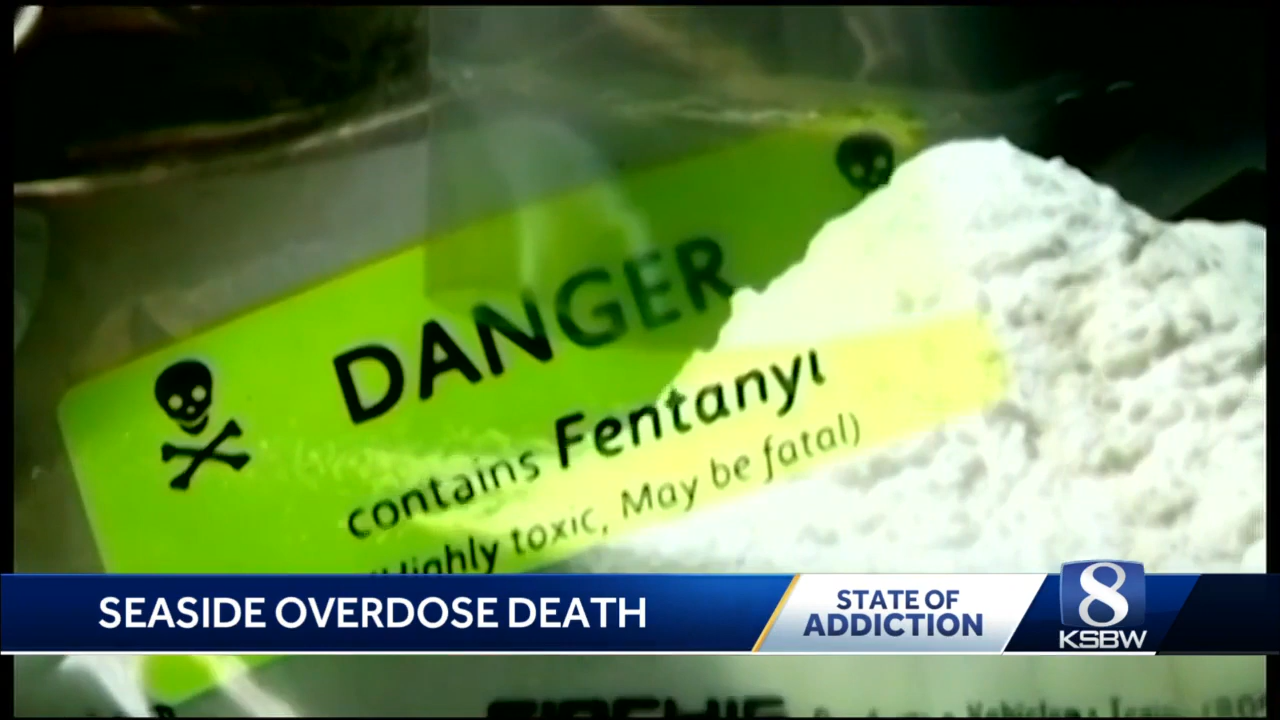 DANGER
contains Fentanyl
(Highly toxic, May be fatal)
SEASIDE OVERDOSE DEATH
STATE OF
ADDICTION
8
KSBW